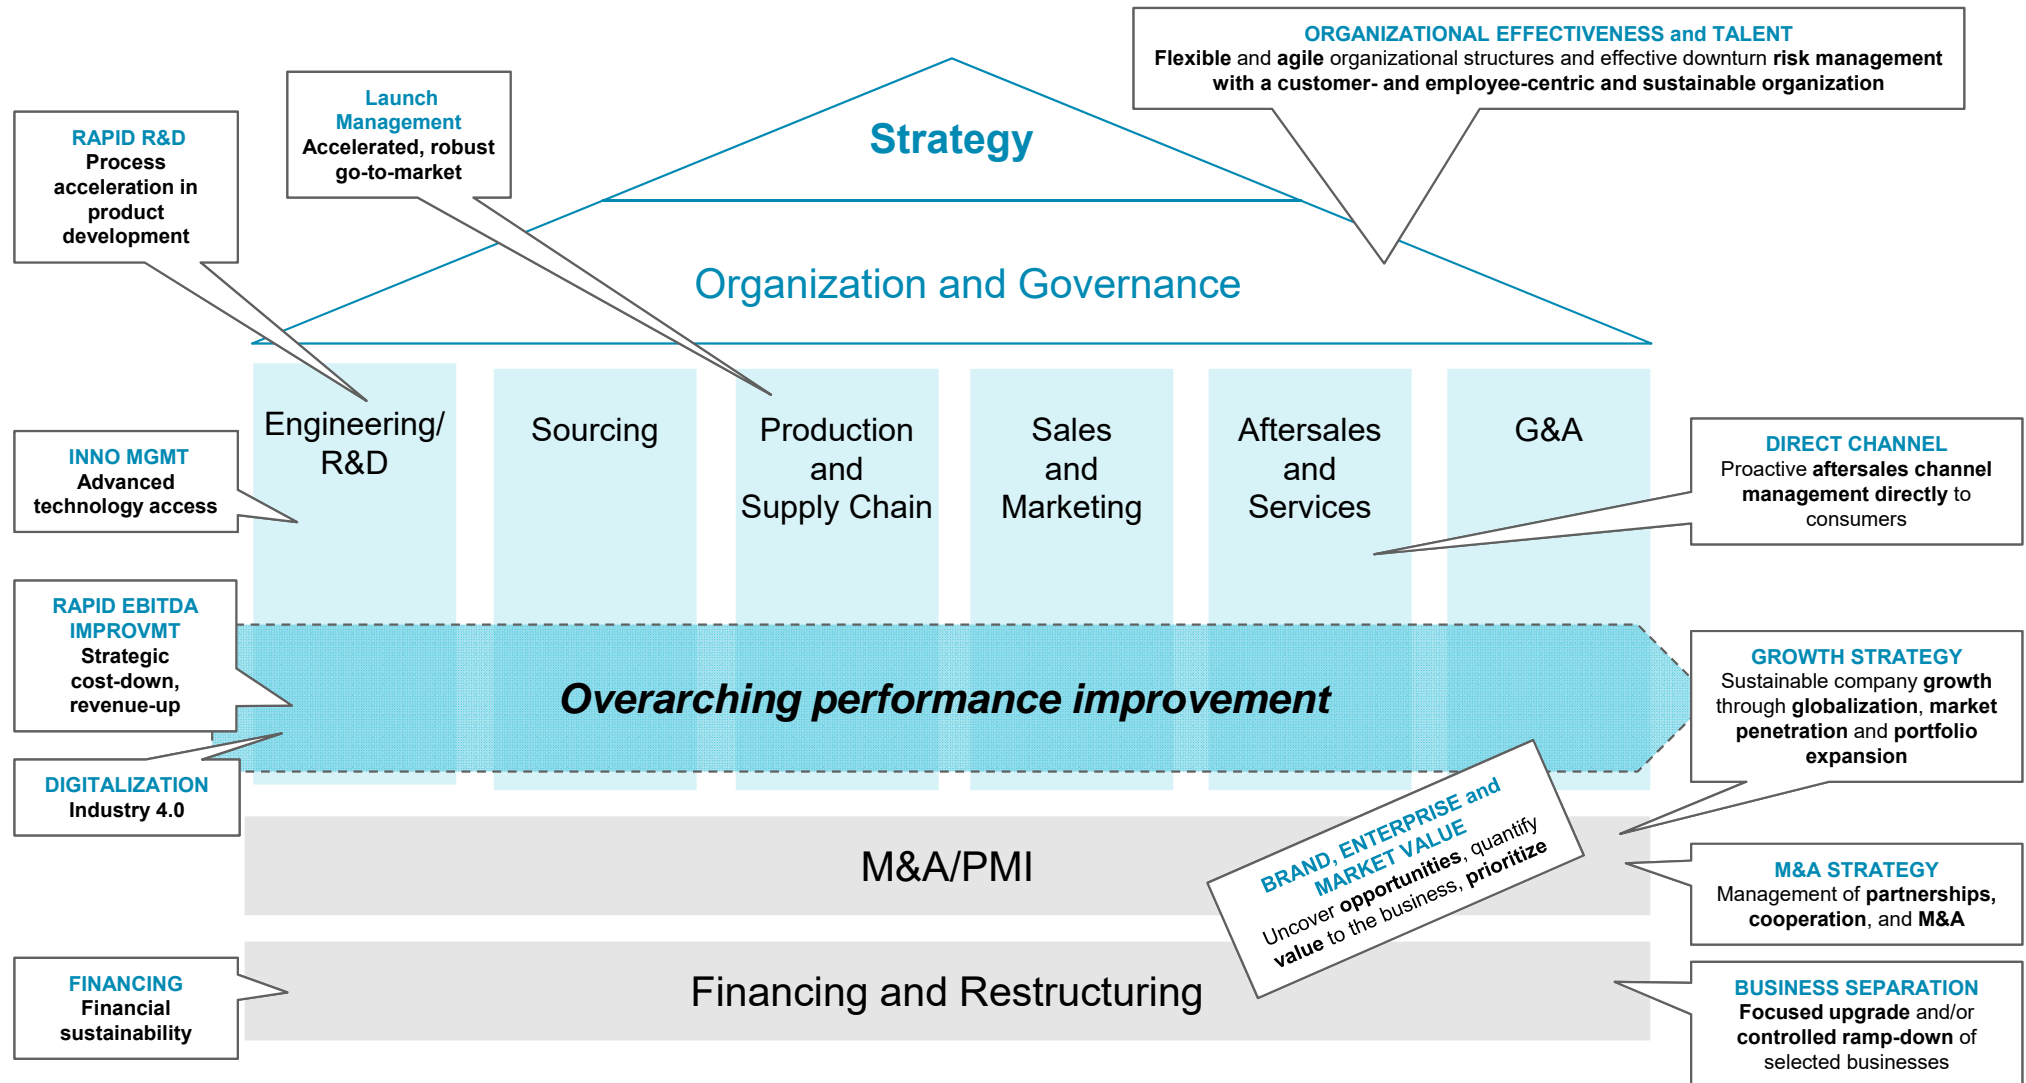 ORGANIZATIONAL EFFECTIVENESS and TALENT
Flexible and agile organizational structures and effective downturn risk management
with a customer- and employee-centric and sustainable organization
Launch
Management
Accelerated, robust
go-to-market
RAPID R&D
Process
acceleration in
product
development
Strategy
Organization and Governance
Engineering/
R&D
Sourcing
Production
and
Supply Chain
Sales
and
Marketing
Aftersales
and
Services
G&A
INNO MGMT
Advanced
technology access
DIRECT CHANNEL
Proactive aftersales channel
management directly to
consumers
RAPID EBITDA
IMPROVMT
Strategic
cost-down,
revenue-up
Overarching performance improvement
GROWTH STRATEGY
Sustainable company growth
through globalization, market
penetration and portfolio
expansion
DIGITALIZATION
Industry 4.0
BRAND, ENTERPRISE and
MARKET VALUE
Uncover opportunities, quantify
value to the business, prioritize
M&A/PMI
M&A STRATEGY
Management of partnerships,
cooperation, and M&A
FINANCING
Financial
sustainability
Financing and Restructuring
BUSINESS SEPARATION
Focused upgrade and/or
controlled ramp-down of
selected businesses